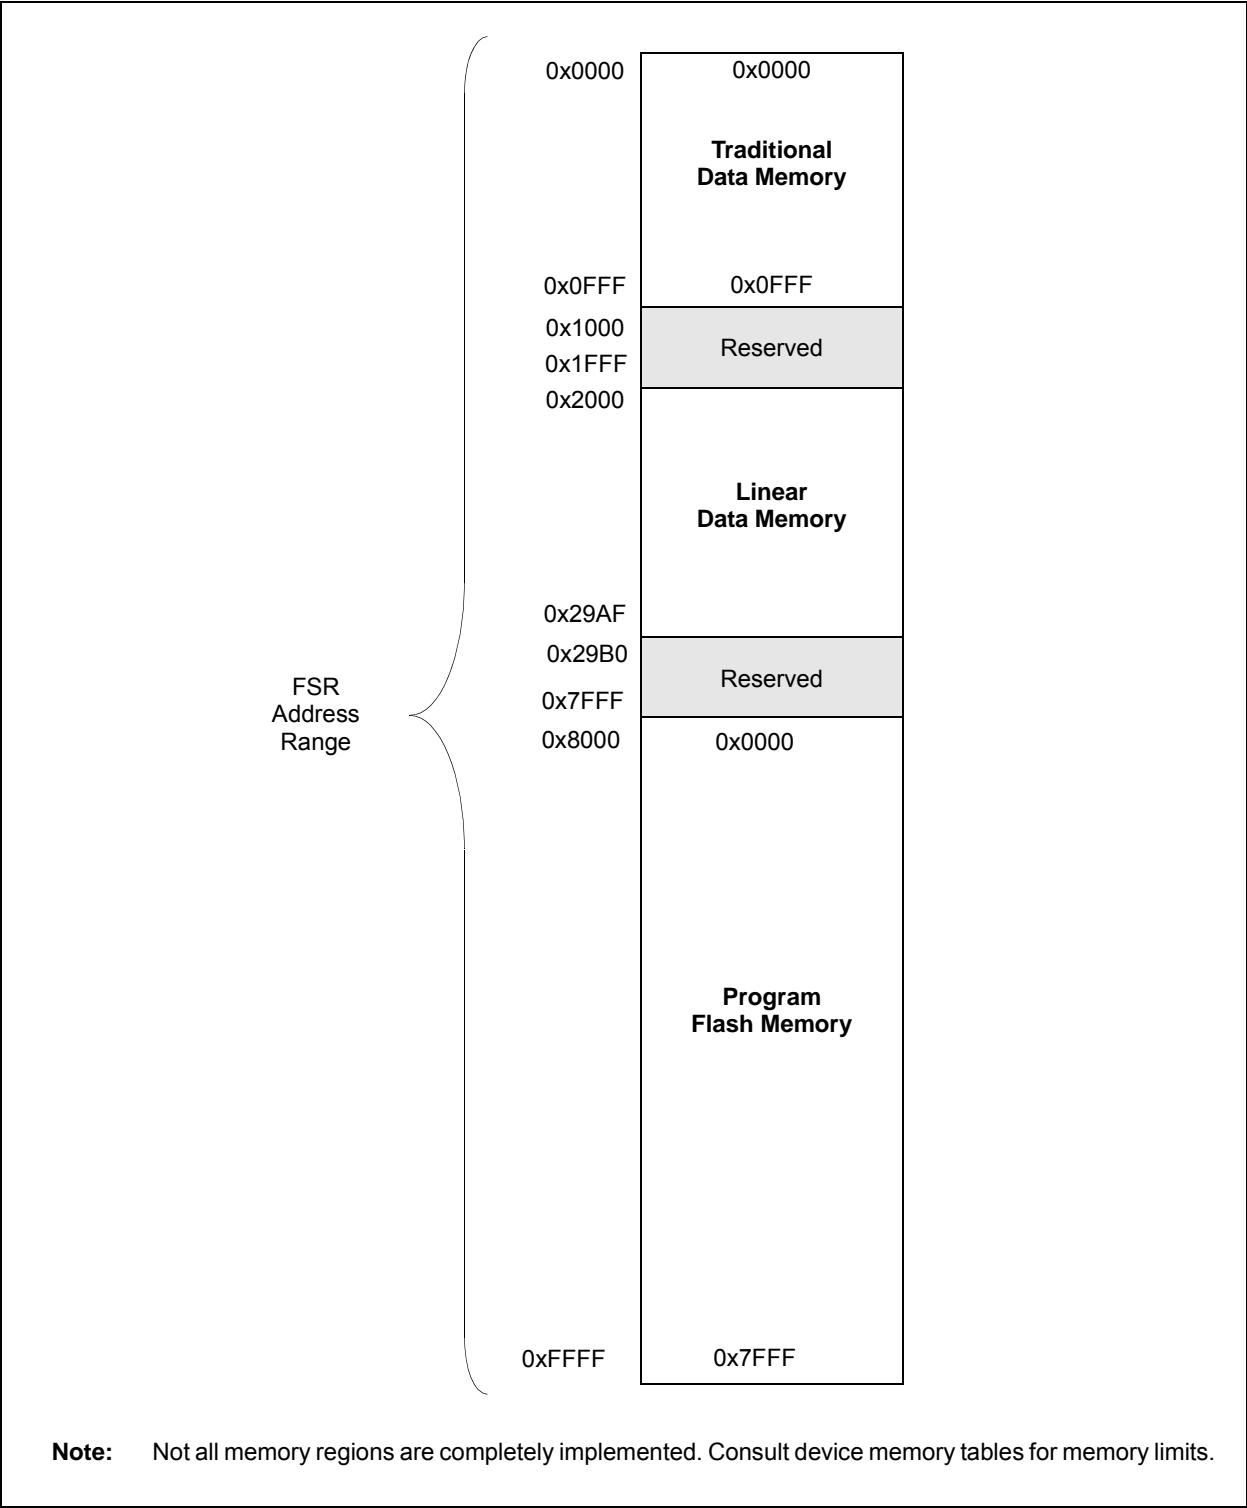 0x0000 0x0000
Traditional
Data Memory
0x0FFF 0x0FFF
0x1000
Reserved
0x1FFF
0x2000
Linear
Data Memory
0x29AF
0x29B0
Reserved
0x7FFF
FSR
Address
Range
0x8000 0x0000
Program
Flash Memory
0xFFFF 0x7FFF
Note: Not all memory regions are completely implemented. Consult device memory tables for memory limits.